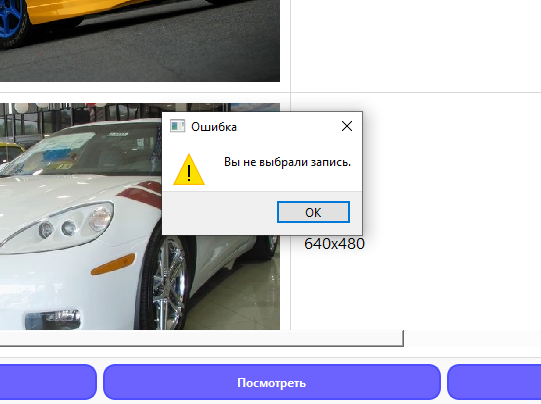 Ошибка
Вы не выбрали запись.
OK
640x480
Посмотреть